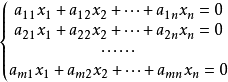 a₁₁x₁ + a₁₂x₂ + ⋯ + a₁ₙxₙ = 0
a₂₁x₁ + a₂₂x₂ + ⋯ + a₂ₙxₙ = 0
⋯⋯
aₘ₁x₁ + aₘ₂x₂ + ⋯ + aₘₙxₙ = 0